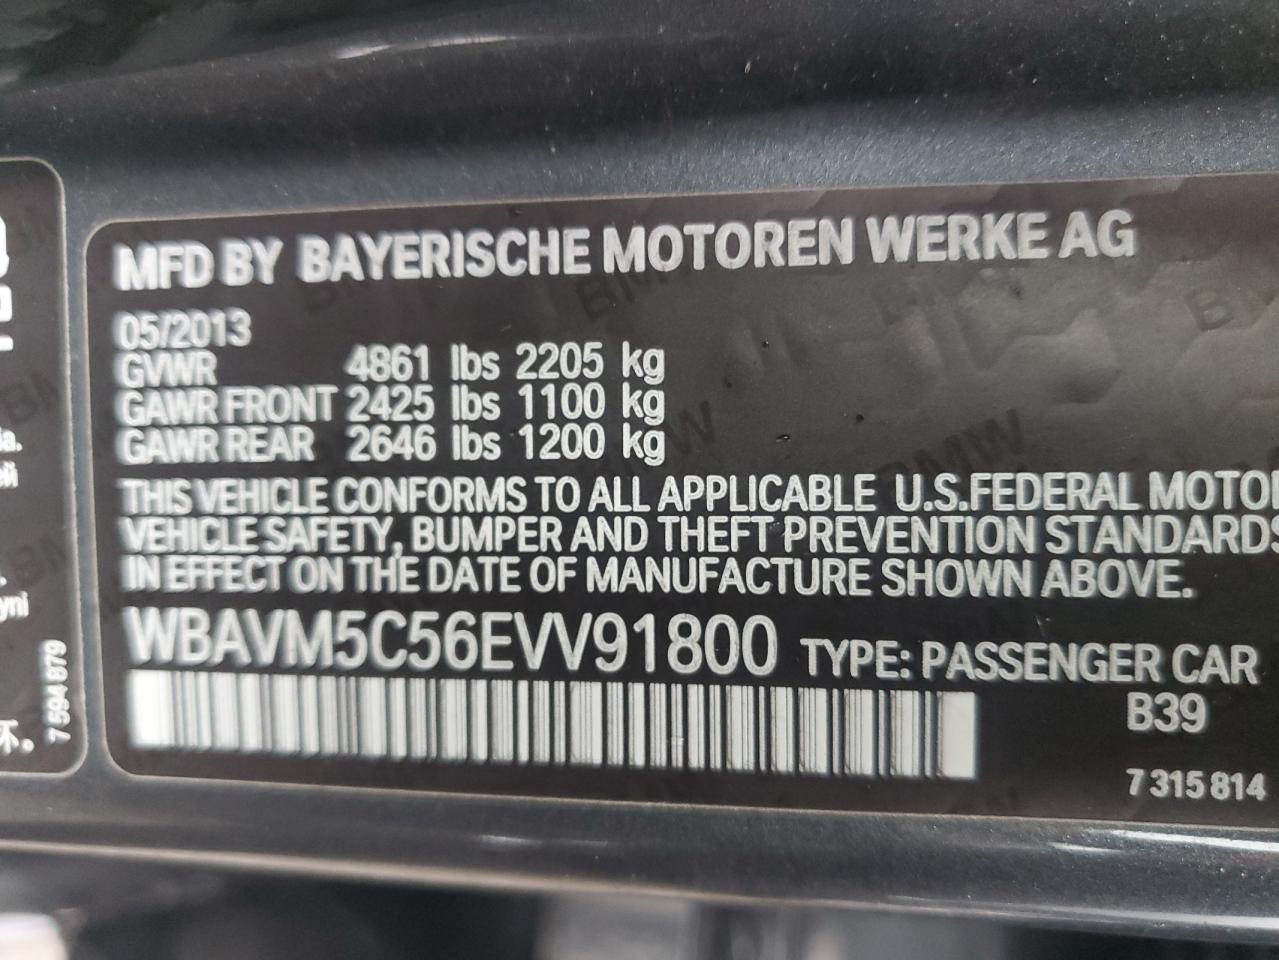 MFD BY BAYERISCHE MOTOREN WERKE AG
05/2013
GVWR 4861 lbs 2205 kg
GAWR FRONT 2425 lbs 1100 kg
GAWR REAR 2646 lbs 1200 kg
THIS VEHICLE CONFORMS TO ALL APPLICABLE U.S.FEDERAL MOTO
VEHICLE SAFETY, BUMPER AND THEFT PREVENTION STANDARDS
IN EFFECT ON THE DATE OF MANUFACTURE SHOWN ABOVE.
WBAVM5C56EVV91800 TYPE: PASSENGER CAR
B39
7 315 814
7 594 879